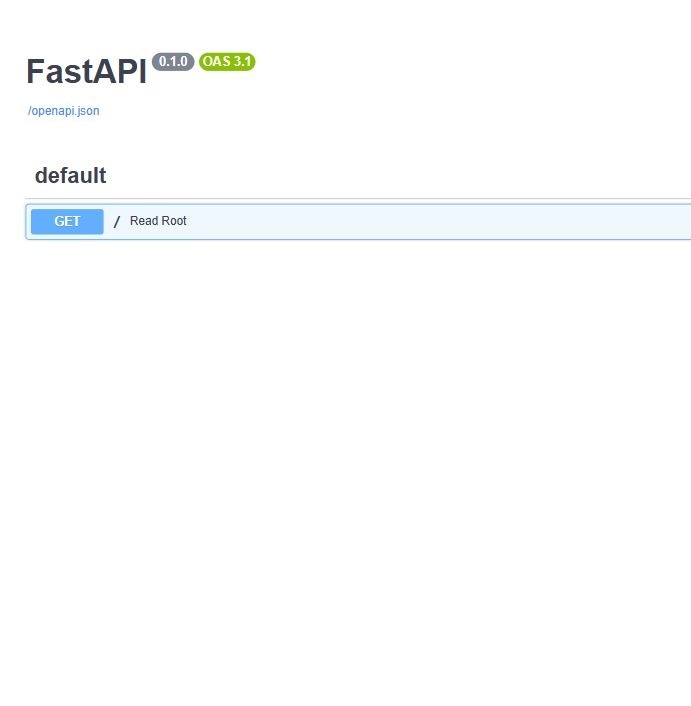 FastAPI 0.1.0 OAS 3.1
/openapi.json
default
GET / Read Root